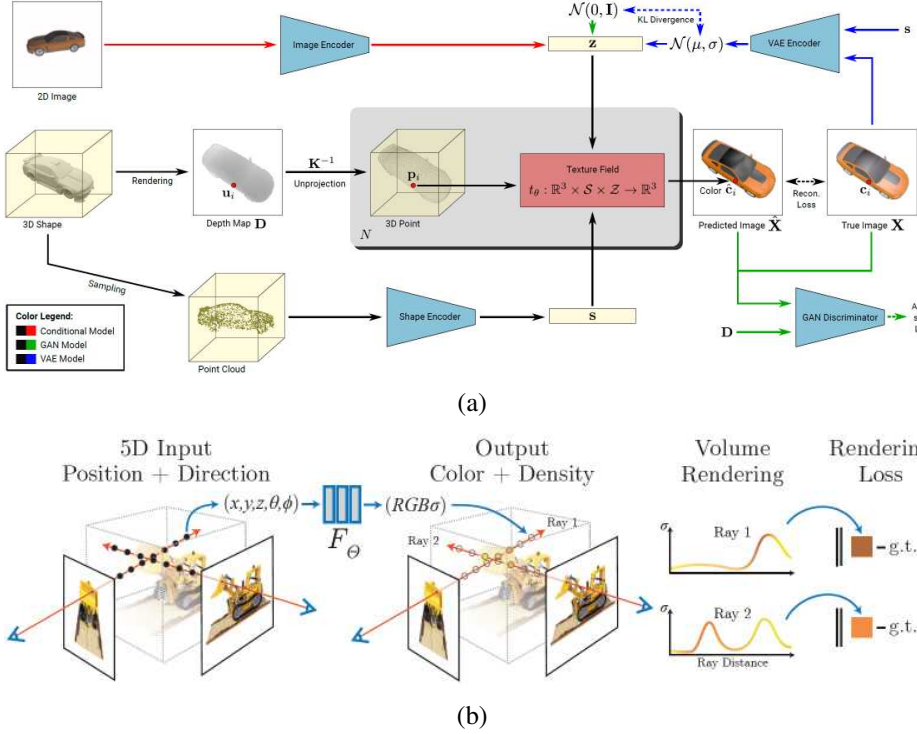 𝒩(0, I)
KL Divergence
Image Encoder
z
𝒩(μ, σ)
VAE Encoder
s
2D Image
K⁻¹
p_i
Texture Field
t_θ : ℝ³ × 𝒮 × 𝒵 → ℝ³
Rendering
u_i
Unprojection
Color ĉ_i
Recon.
Loss
c_i
3D Shape
Depth Map D
N
3D Point
Predicted Image X̂
True Image X
Sampling
Color Legend:
Conditional Model
GAN Model
VAE Model
Point Cloud
Shape Encoder
s
D
GAN Discriminator
(a)
5D Input
Position + Direction
Output
Color + Density
Volume
Rendering
Renderin
Loss
(x,y,z,θ,ϕ)
F_Θ
(RGBσ)
Ray 1
Ray 2
σ
Ray 1
– g.t.
σ
Ray 2
– g.t.
Ray Distance
(b)